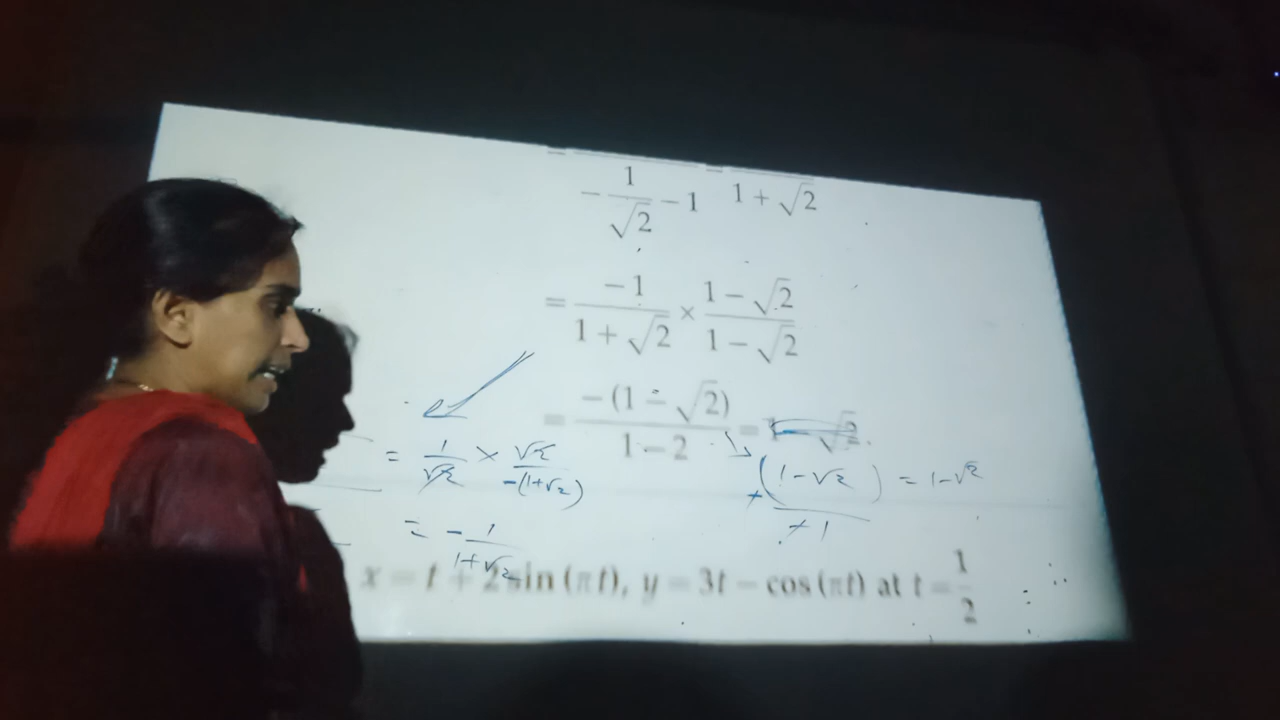 = =
- 1/√2 - 1   1 + √2
= -1/(1 + √2) × (1 - √2)/(1 - √2)
= -(1 - √2)/(1 - 2) = 1 - √2.
= 1/√2 × √2/-(1+√2)   +(1-√2)/+1 = 1-√2
= -1/(1+√2)
x = t + 2sin (πt), y = 3t - cos (πt) at t = 1/2